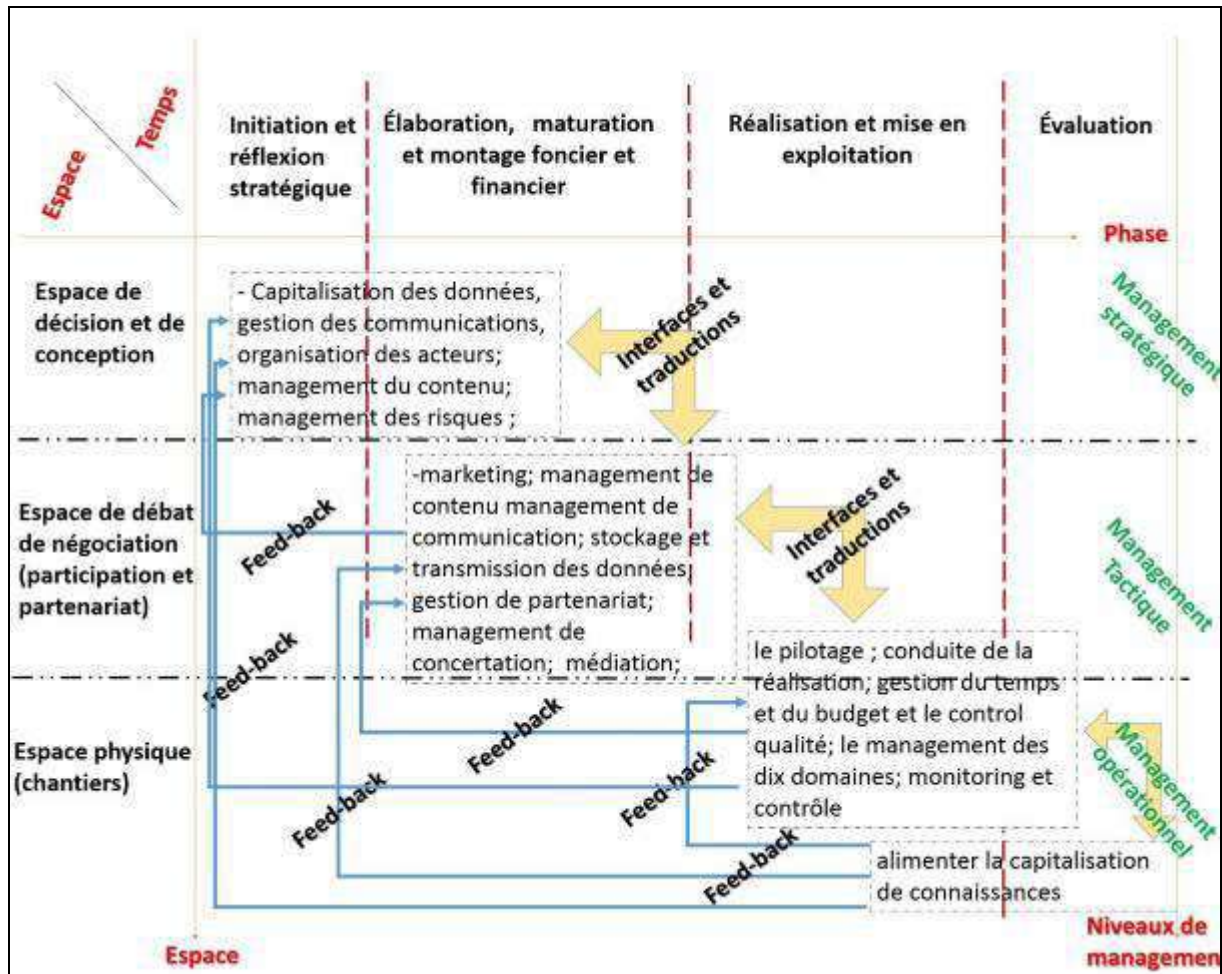 Espace
Temps
Initiation et
réflexion
stratégique
Élaboration, maturation
et montage foncier et
financier
Réalisation et mise en
exploitation
Évaluation
Phase
Espace de
décision et de
conception
- Capitalisation des données,
gestion des communications,
organisation des acteurs;
management du contenu;
management des risques ;
Interfaces et
traductions
Management
stratégique
Espace de débat
de négociation
(participation et
partenariat)
-marketing; management de
contenu management de
communication; stockage et
transmission des données;
gestion de partenariat;
management de
concertation; médiation;
Interfaces et
traductions
Management
Tactique
Feed-back
Feed-back
Espace physique
(chantiers)
le pilotage ; conduite de la
réalisation; gestion du temps
et du budget et le control
qualité; le management des
dix domaines; monitoring et
contrôle
Management
opérationnel
Feed-back
Feed-back
Feed-back
Feed-back
alimenter la capitalisation
de connaissances
Espace
Niveaux de
managemen